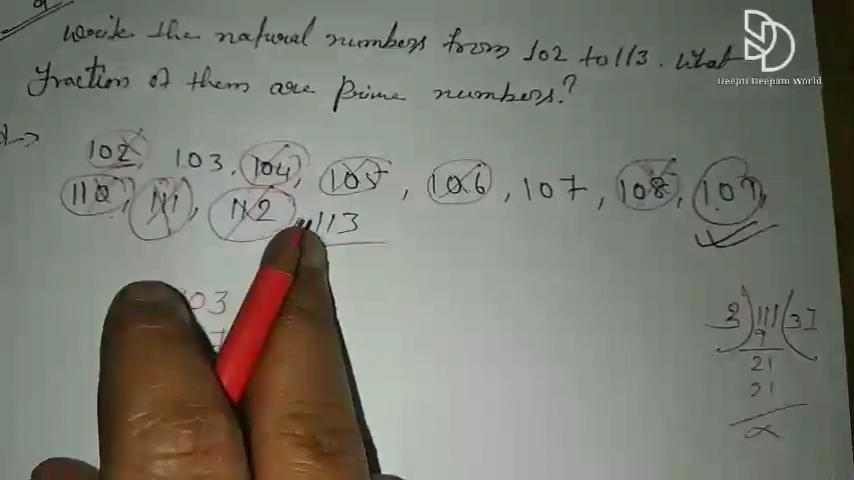 Write the natural numbers from 102 to 113. What
fraction of them are prime numbers?
102, 103, 104, 105, 106, 107, 108, 109,
110, 111, 112, 113
103
3)111(37
9
21
21
×
Deepti Deepam World